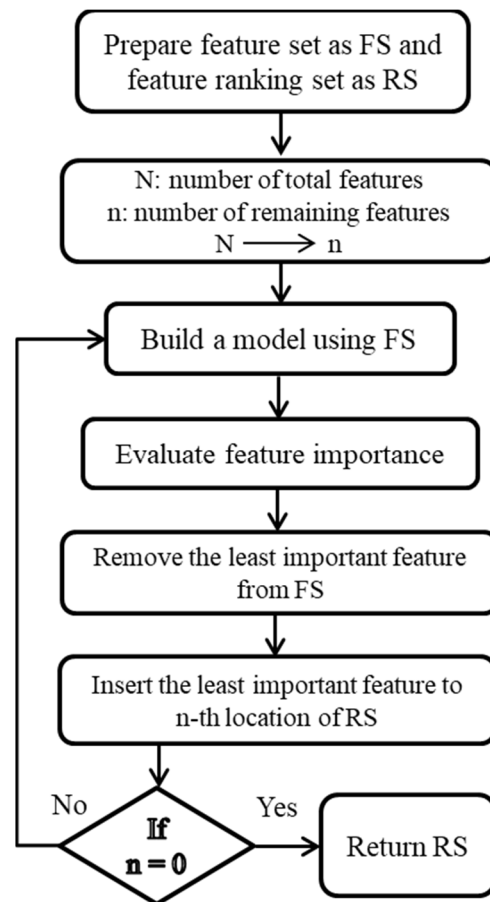 Prepare feature set as FS and
feature ranking set as RS
N: number of total features
n: number of remaining features
N ⟶ n
Build a model using FS
Evaluate feature importance
Remove the least important feature
from FS
Insert the least important feature to
n-th location of RS
No
Yes
If
n = 0
Return RS